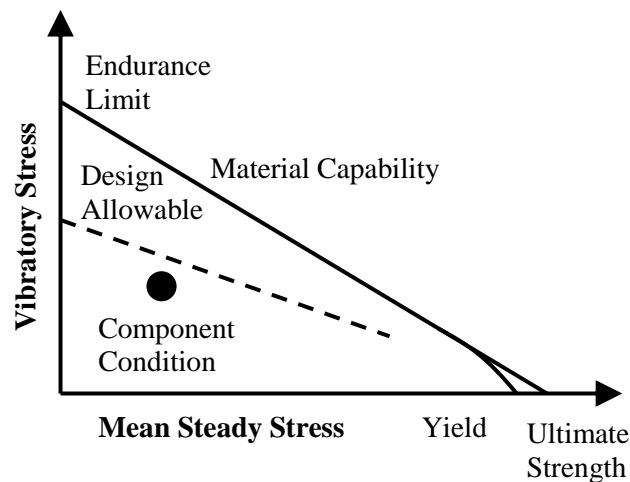 Endurance
Limit
Material Capability
Design
Allowable
Vibratory Stress
Component
Condition
Mean Steady Stress
Yield
Ultimate
Strength